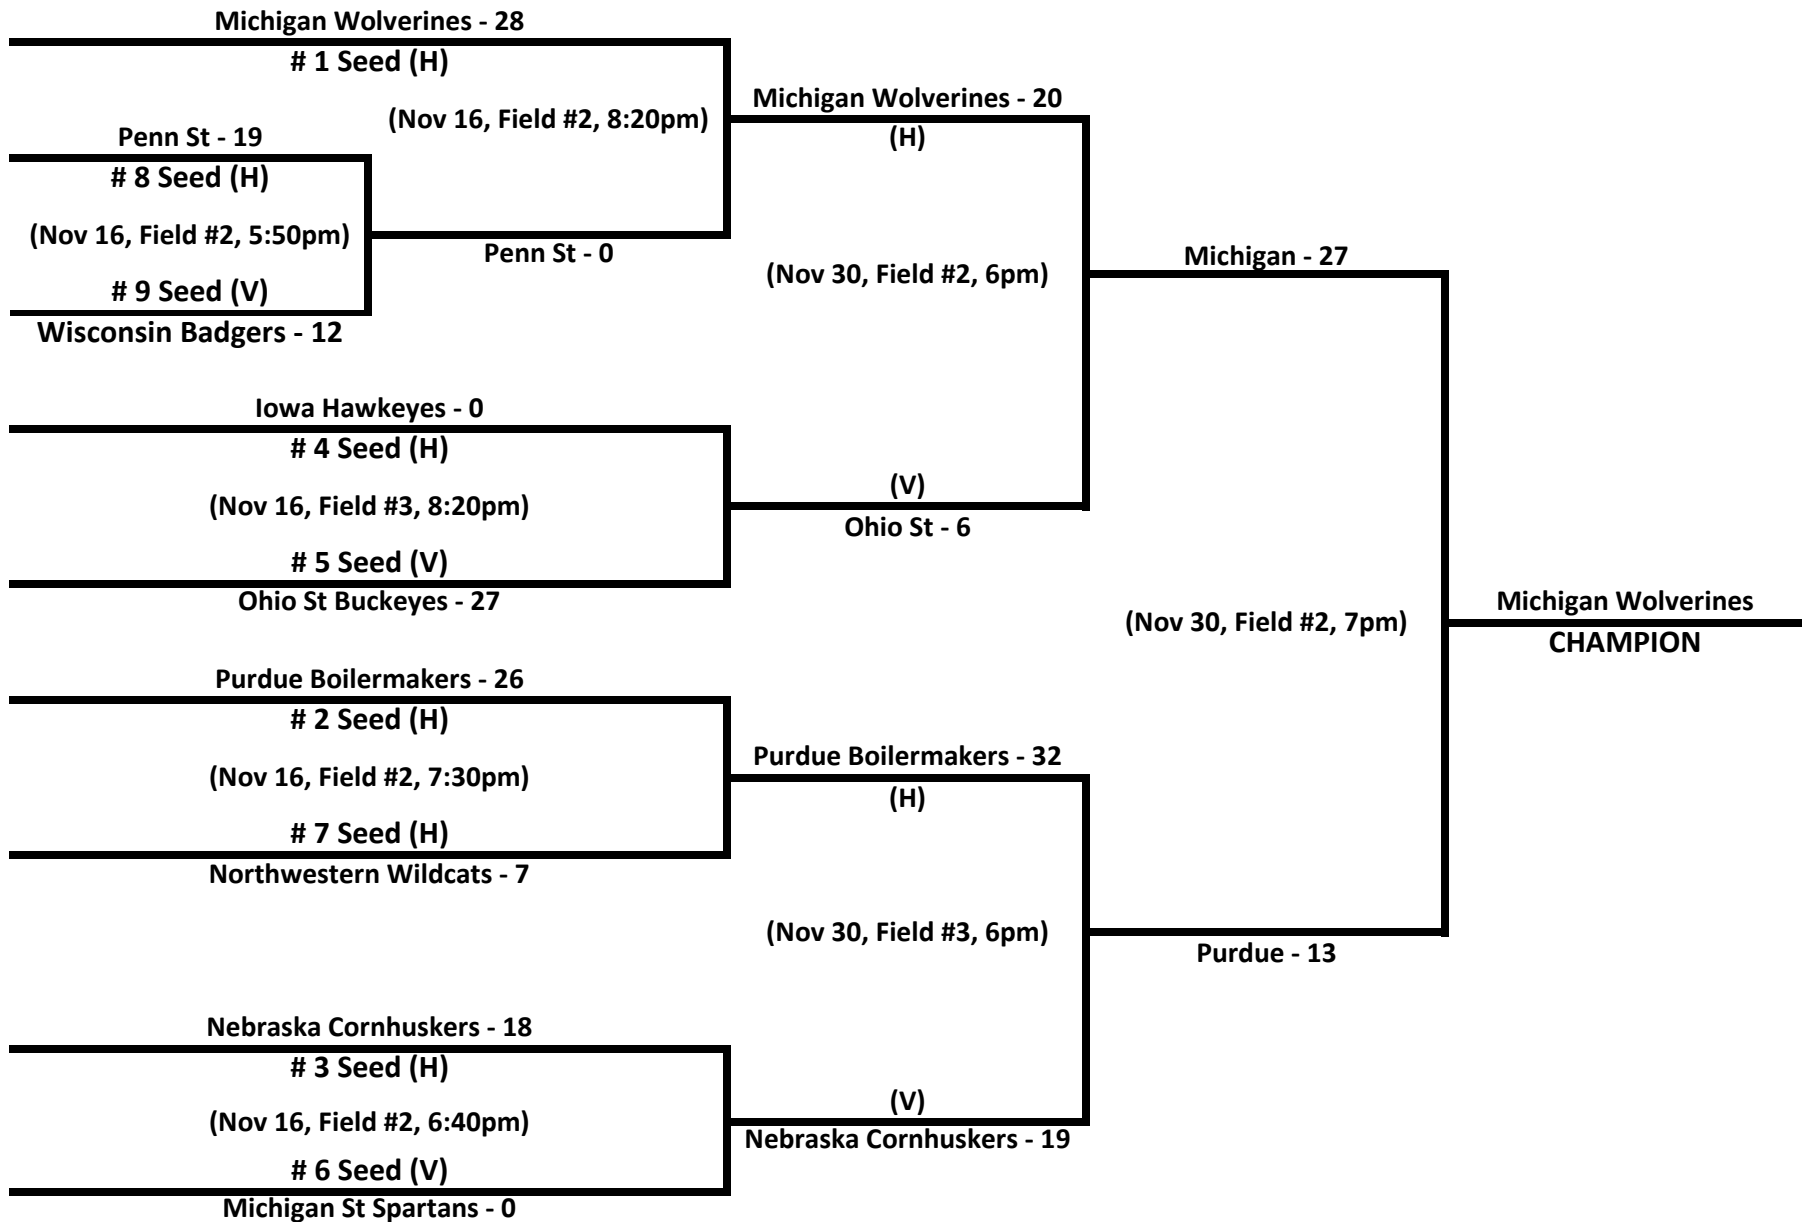 Michigan Wolverines - 28
# 1 Seed (H)
(Nov 16, Field #2, 8:20pm)
Penn St - 19
# 8 Seed (H)
(Nov 16, Field #2, 5:50pm)
# 9 Seed (V)
Wisconsin Badgers - 12
Penn St - 0
Iowa Hawkeyes - 0
# 4 Seed (H)
(Nov 16, Field #3, 8:20pm)
# 5 Seed (V)
Ohio St Buckeyes - 27
Purdue Boilermakers - 26
# 2 Seed (H)
(Nov 16, Field #2, 7:30pm)
# 7 Seed (H)
Northwestern Wildcats - 7
Nebraska Cornhuskers - 18
# 3 Seed (H)
(Nov 16, Field #2, 6:40pm)
# 6 Seed (V)
Michigan St Spartans - 0
Michigan Wolverines - 20
(H)
(Nov 30, Field #2, 6pm)
(V)
Ohio St - 6
Purdue Boilermakers - 32
(H)
(Nov 30, Field #3, 6pm)
(V)
Nebraska Cornhuskers - 19
Michigan - 27
(Nov 30, Field #2, 7pm)
Purdue - 13
Michigan Wolverines
CHAMPION